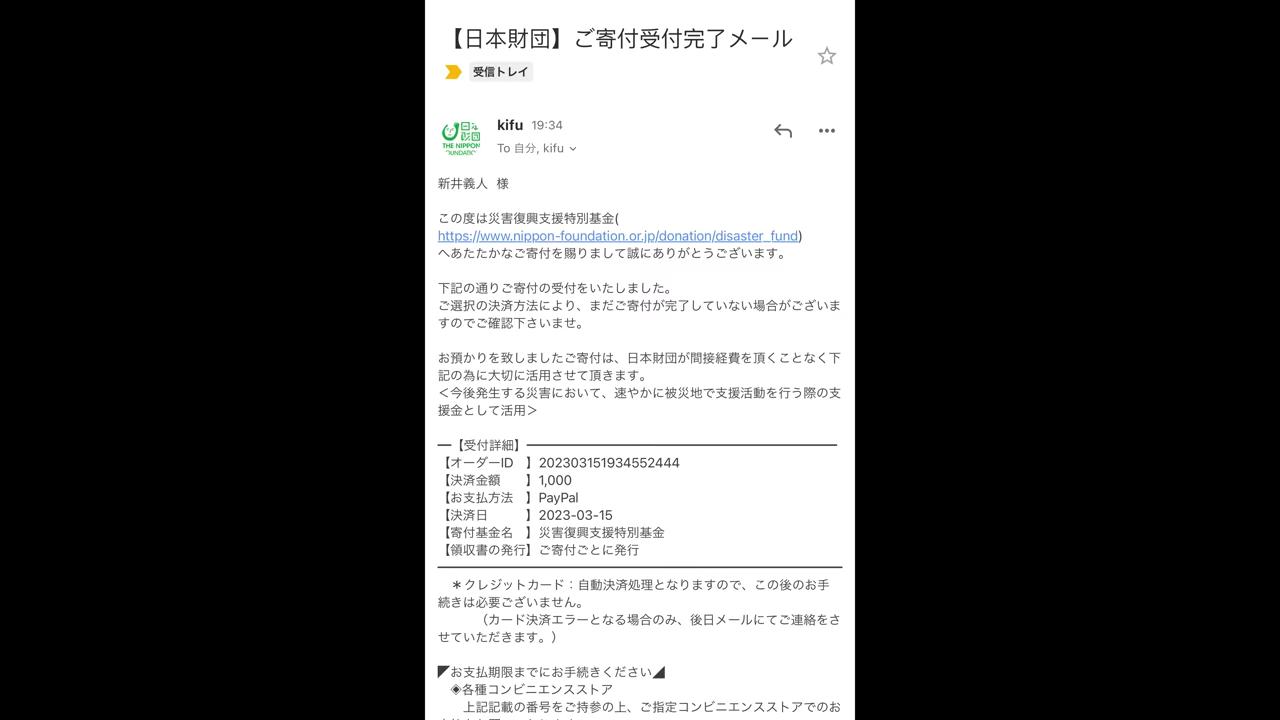 【日本財団】ご寄付受付完了メール
受信トレイ
日本財団
THE NIPPON
FOUNDATION
kifu 19:34
To 自分, kifu
新井義人 様
この度は災害復興支援特別基金(
https://www.nippon-foundation.or.jp/donation/disaster_fund)
へあたたかなご寄付を賜りまして誠にありがとうございます。
下記の通りご寄付の受付をいたしました。
ご選択の決済方法により、まだご寄付が完了していない場合がございま
すのでご確認下さいませ。
お預かりを致しましたご寄付は、日本財団が間接経費を頂くことなく下
記の為に大切に活用させて頂きます。
＜今後発生する災害において、速やかに被災地で支援活動を行う際の支
援金として活用＞
━【受付詳細】━━━━━━━━━━━━━━━━━━━━━━━━━
【オーダーID　】202303151934552444
【決済金額　　】1,000
【お支払方法　】PayPal
【決済日　　　】2023-03-15
【寄付基金名　】災害復興支援特別基金
【領収書の発行】ご寄付ごとに発行
　＊クレジットカード：自動決済処理となりますので、この後のお手
続きは必要ございません。
　　　（カード決済エラーとなる場合のみ、後日メールにてご連絡をさ
せていただきます。）
◤お支払期限までにお手続きください◢
　◈各種コンビニエンスストア
　　上記記載の番号をご持参の上、ご指定コンビニエンスストアでのお